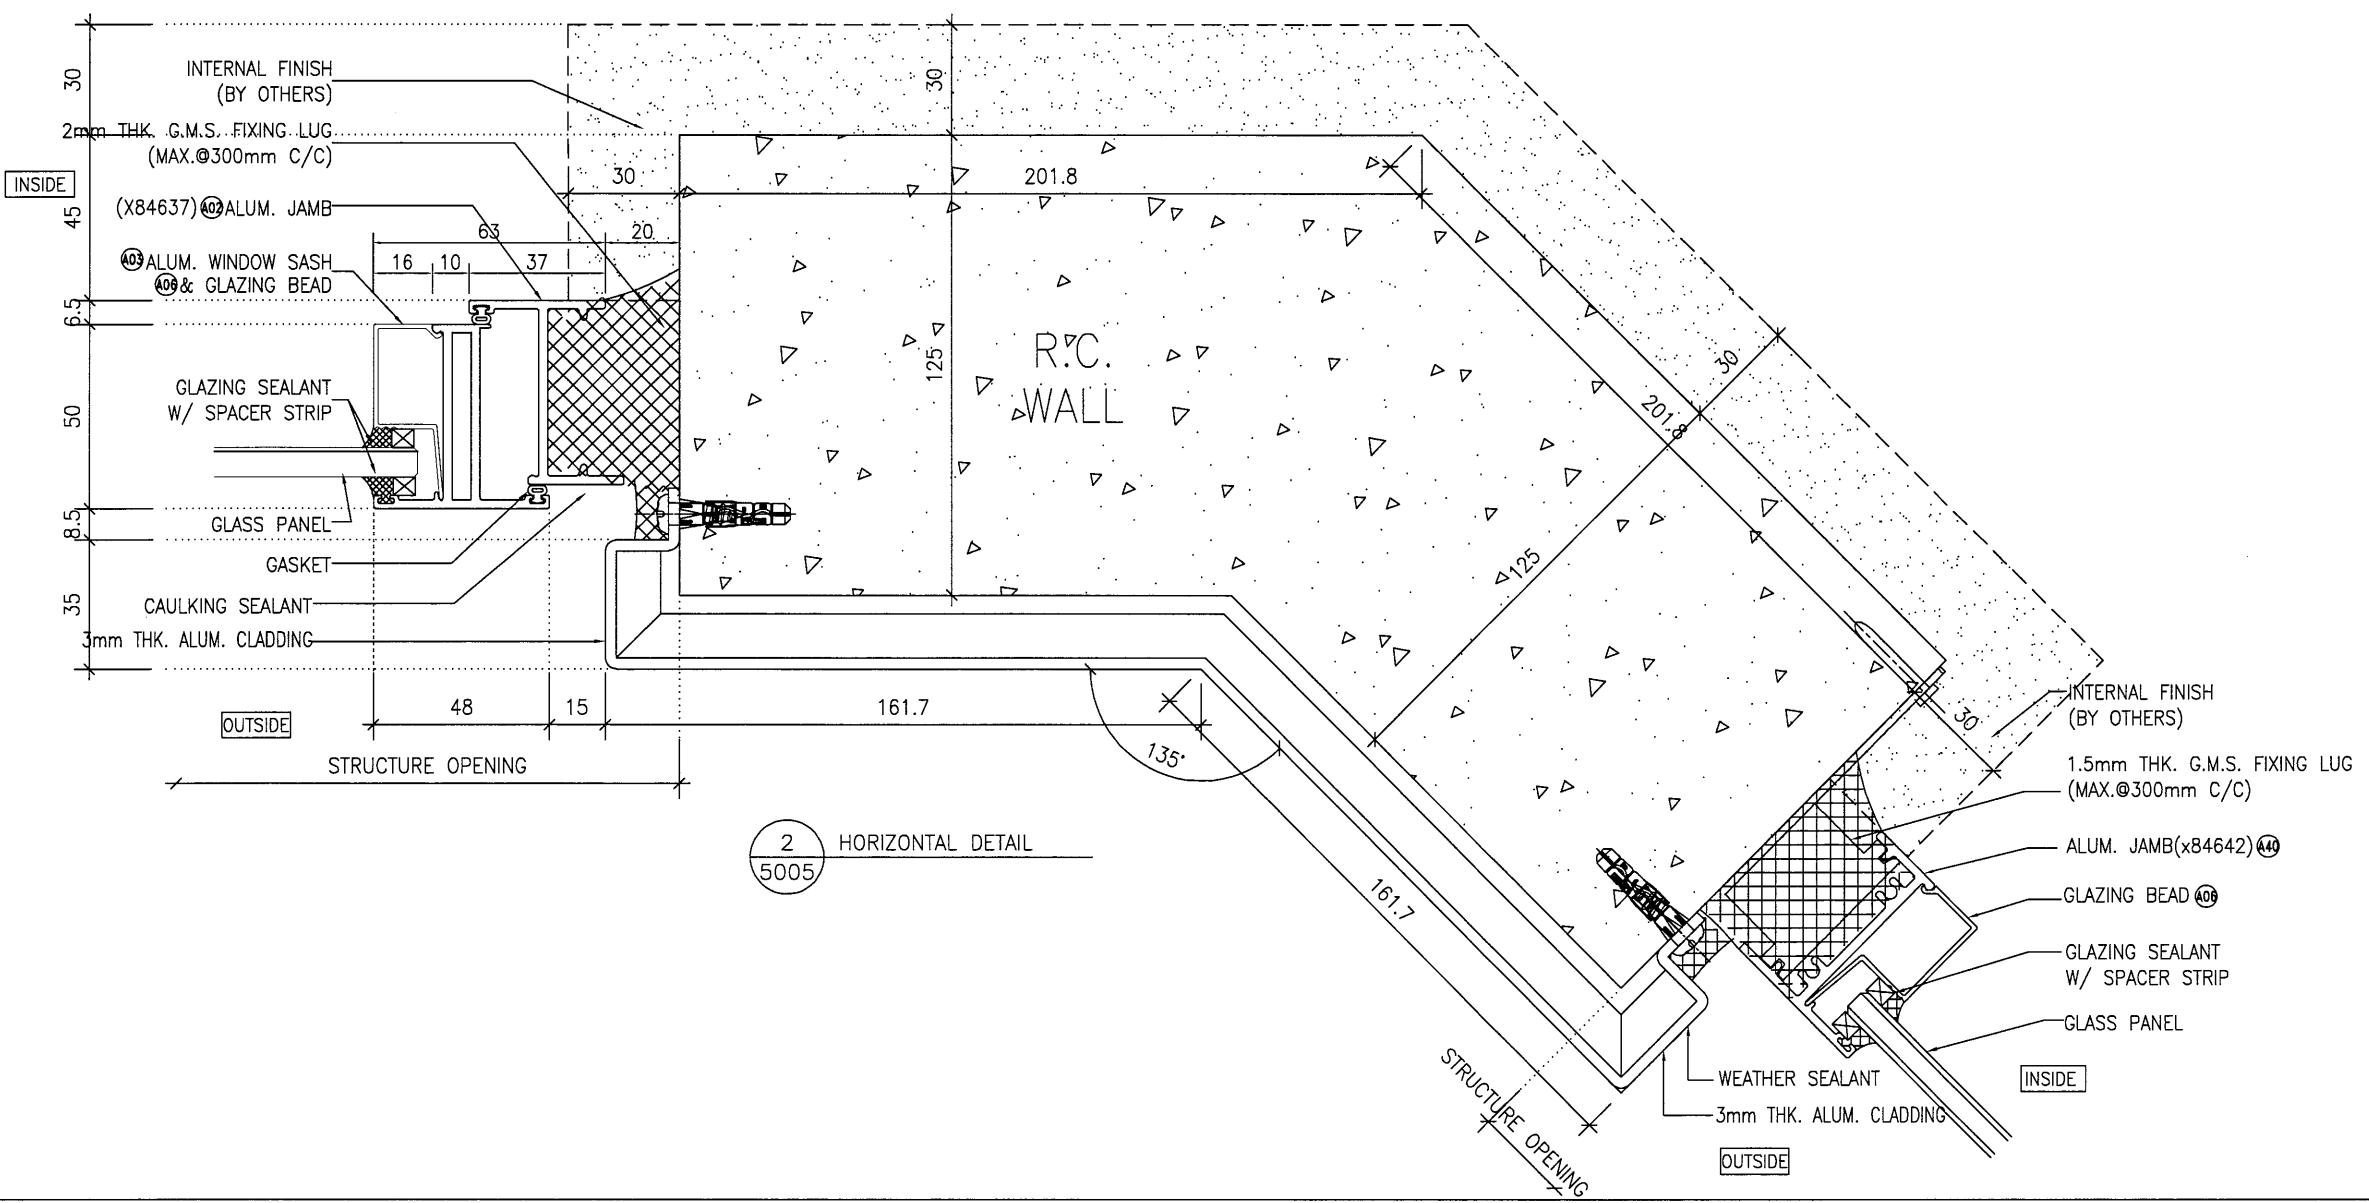 30
INTERNAL FINISH
(BY OTHERS)
2mm THK. G.M.S. FIXING LUG
(MAX.@300mm C/C)
INSIDE
45
(X84637) A02 ALUM. JAMB
A03 ALUM. WINDOW SASH
A06 & GLAZING BEAD
63
20
16
10
37
6.5
50
GLAZING SEALANT
W/ SPACER STRIP
GLASS PANEL
8.5
GASKET
CAULKING SEALANT
35
3mm THK. ALUM. CLADDING
30
30
201.8
125
R.C.
WALL
30
201.8
125
48
15
161.7
OUTSIDE
STRUCTURE OPENING
135°
161.7
2
5005
HORIZONTAL DETAIL
30
INTERNAL FINISH
(BY OTHERS)
1.5mm THK. G.M.S. FIXING LUG
(MAX.@300mm C/C)
ALUM. JAMB(x84642) A40
GLAZING BEAD A06
GLAZING SEALANT
W/ SPACER STRIP
GLASS PANEL
INSIDE
WEATHER SEALANT
3mm THK. ALUM. CLADDING
OUTSIDE
STRUCTURE OPENING